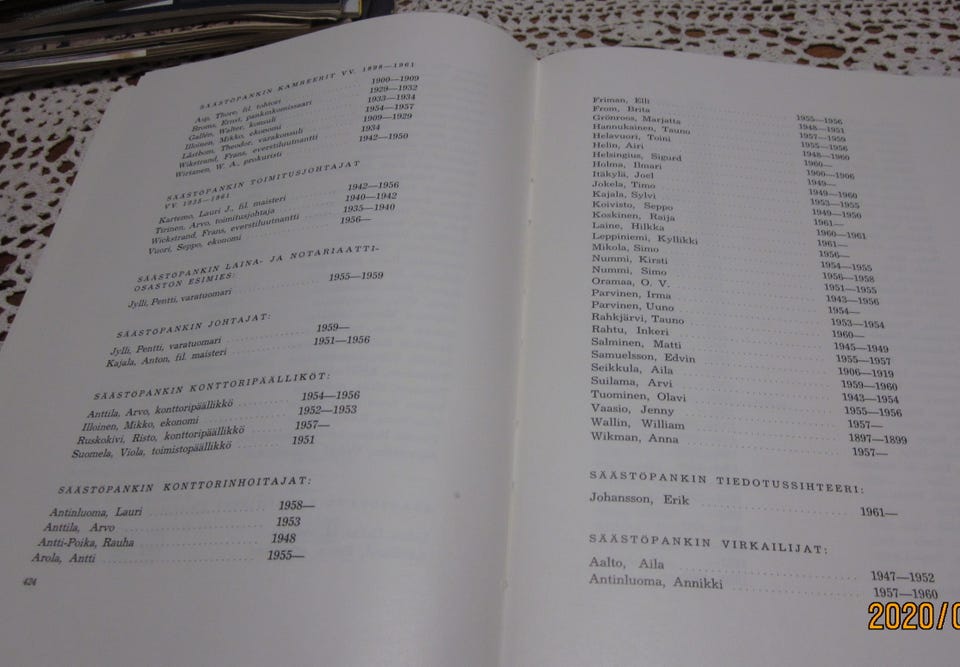 SÄÄSTÖPANKIN KAMREERIT VV. 1898—1961
Asp, Thore, fil. tohtori 1900—1909
Broms, Ernst, pankinkomissaari 1929—1932
Gallén, Walter, konsuli 1933—1934
Illoinen, Mikko, ekonomi 1954—1957
Låstbom, Theodor, varakonsuli 1909—1929
Wikstrand, Frans, everstiluutnantti 1934
Wirtanen, W. A., prokuristi 1942—1950
SÄÄSTÖPANKIN TOIMITUSJOHTAJAT
VV. 1935—1961
Kartemo, Lauri J., fil. maisteri 1942—1956
Tirinen, Arvo, toimitusjohtaja 1940—1942
Wickstrand, Frans, everstiluutnantti 1935—1940
Vuori, Seppo, ekonomi 1956—
SÄÄSTÖPANKIN LAINA- JA NOTARIAATTI-
OSASTON ESIMIES:
Jylli, Pentti, varatuomari 1955—1959
SÄÄSTÖPANKIN JOHTAJAT:
Jylli, Pentti, varatuomari 1959—
Kajala, Anton, fil. maisteri 1951—1956
SÄÄSTÖPANKIN KONTTORIPÄÄLLIKÖT:
Anttila, Arvo, konttoripäällikkö 1954—1956
Illoinen, Mikko, ekonomi 1952—1953
Ruskokivi, Risto, konttoripäällikkö 1957—
Suomela, Viola, toimistopäällikkö 1951
SÄÄSTÖPANKIN KONTTORINHOITAJAT:
Antinluoma, Lauri 1958—
Anttila, Arvo 1953
Antti-Poika, Rauha 1948
Arola, Antti 1955—
424
Friman, Elli 1955—1956
From, Brita 1948—1951
Grönroos, Marjatta 1957—1959
Hannukainen, Tauno 1955—1956
Helavuori, Toini 1948—1960
Helin, Airi 1960—
Helsingius, Sigurd 1900—1906
Holma, Ilmari 1949—
Itäkylä, Joel 1949—1960
Jokela, Timo 1953—1955
Kajala, Sylvi 1949—1950
Koivisto, Seppo 1961—
Koskinen, Raija 1960—1961
Laine, Hilkka 1961—
Leppiniemi, Kyllikki 1956—
Mikola, Simo 1954—1955
Nummi, Kirsti 1956—1958
Nummi, Simo 1951—1955
Oramaa, O. V. 1943—1956
Parvinen, Irma 1954—
Parvinen, Uuno 1953—1954
Rahkjärvi, Tauno 1960—
Rahtu, Inkeri 1945—1949
Salminen, Matti 1955—1957
Samuelsson, Edvin 1906—1919
Seikkula, Aila 1959—1960
Suilama, Arvi 1943—1954
Tuominen, Olavi 1955—1956
Vaasio, Jenny 1957—
Wallin, William 1897—1899
Wikman, Anna 1957—
SÄÄSTÖPANKIN TIEDOTUSSIHTEERI:
Johansson, Erik 1961—
SÄÄSTÖPANKIN VIRKAILIJAT:
Aalto, Aila 1947—1952
Antinluoma, Annikki 1957—1960
2020/0